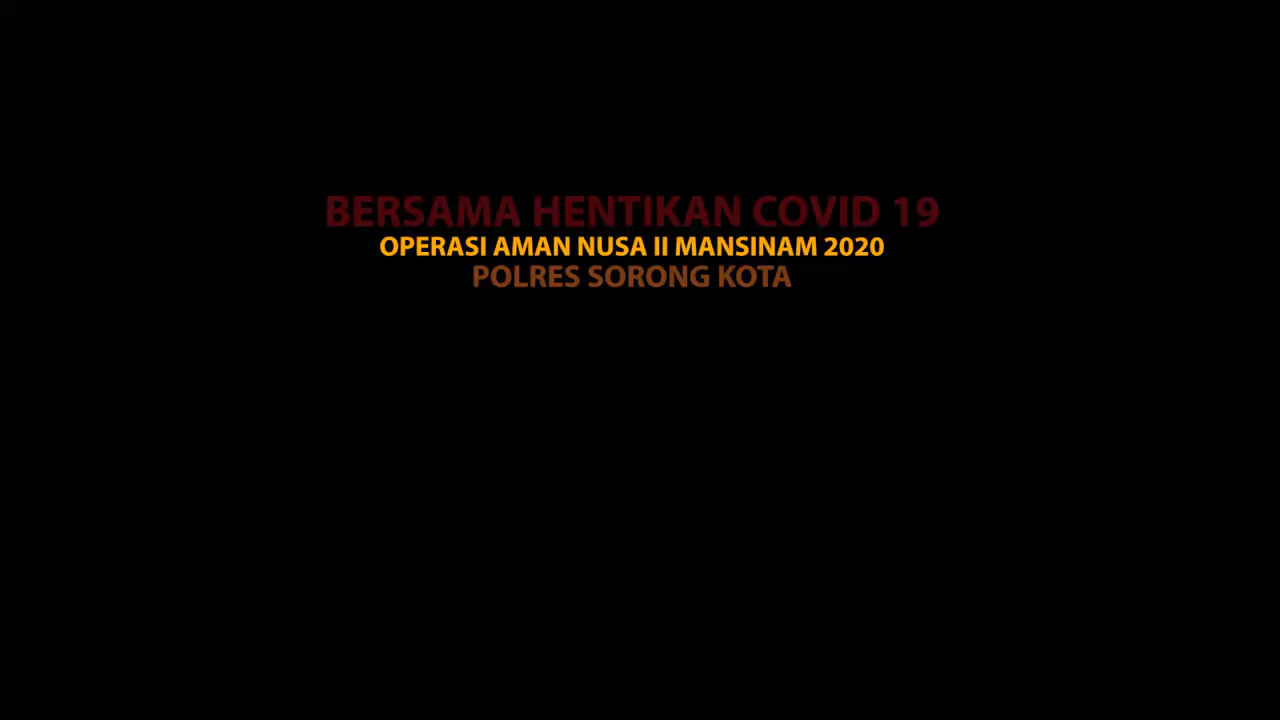 BERSAMA HENTIKAN COVID 19
OPERASI AMAN NUSA II MANSINAM 2020
POLRES SORONG KOTA